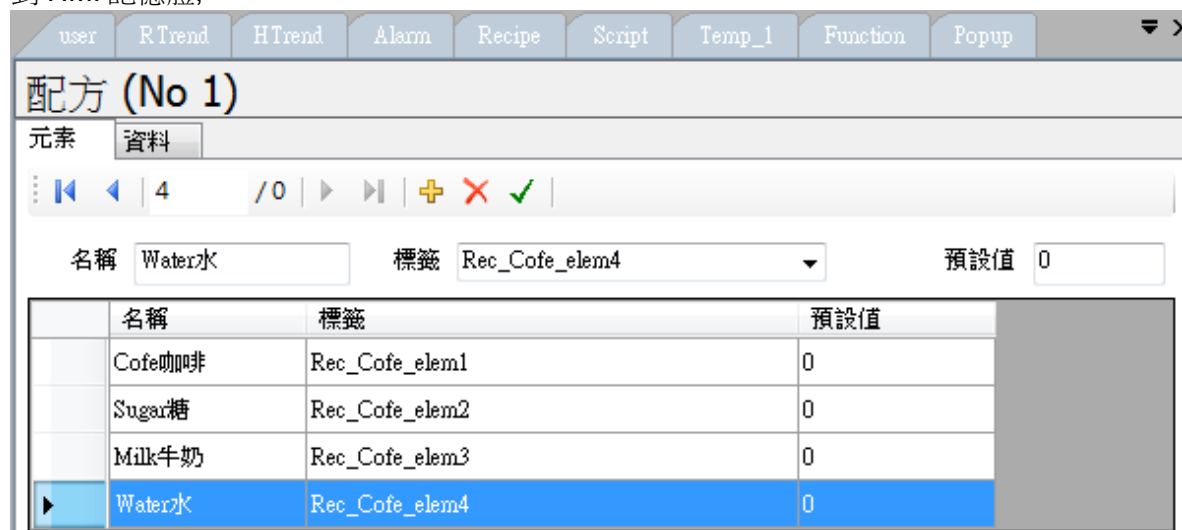 user RTrend HTrend Alarm Recipe Script Temp_1 Function Popup
配方 (No 1)
元素 資料
4 / 0
名稱 Water水 標籤 Rec_Cofe_elem4 預設值 0
名稱 標籤 預設值
Cofe咖啡 Rec_Cofe_elem1 0
Sugar糖 Rec_Cofe_elem2 0
Milk牛奶 Rec_Cofe_elem3 0
Water水 Rec_Cofe_elem4 0